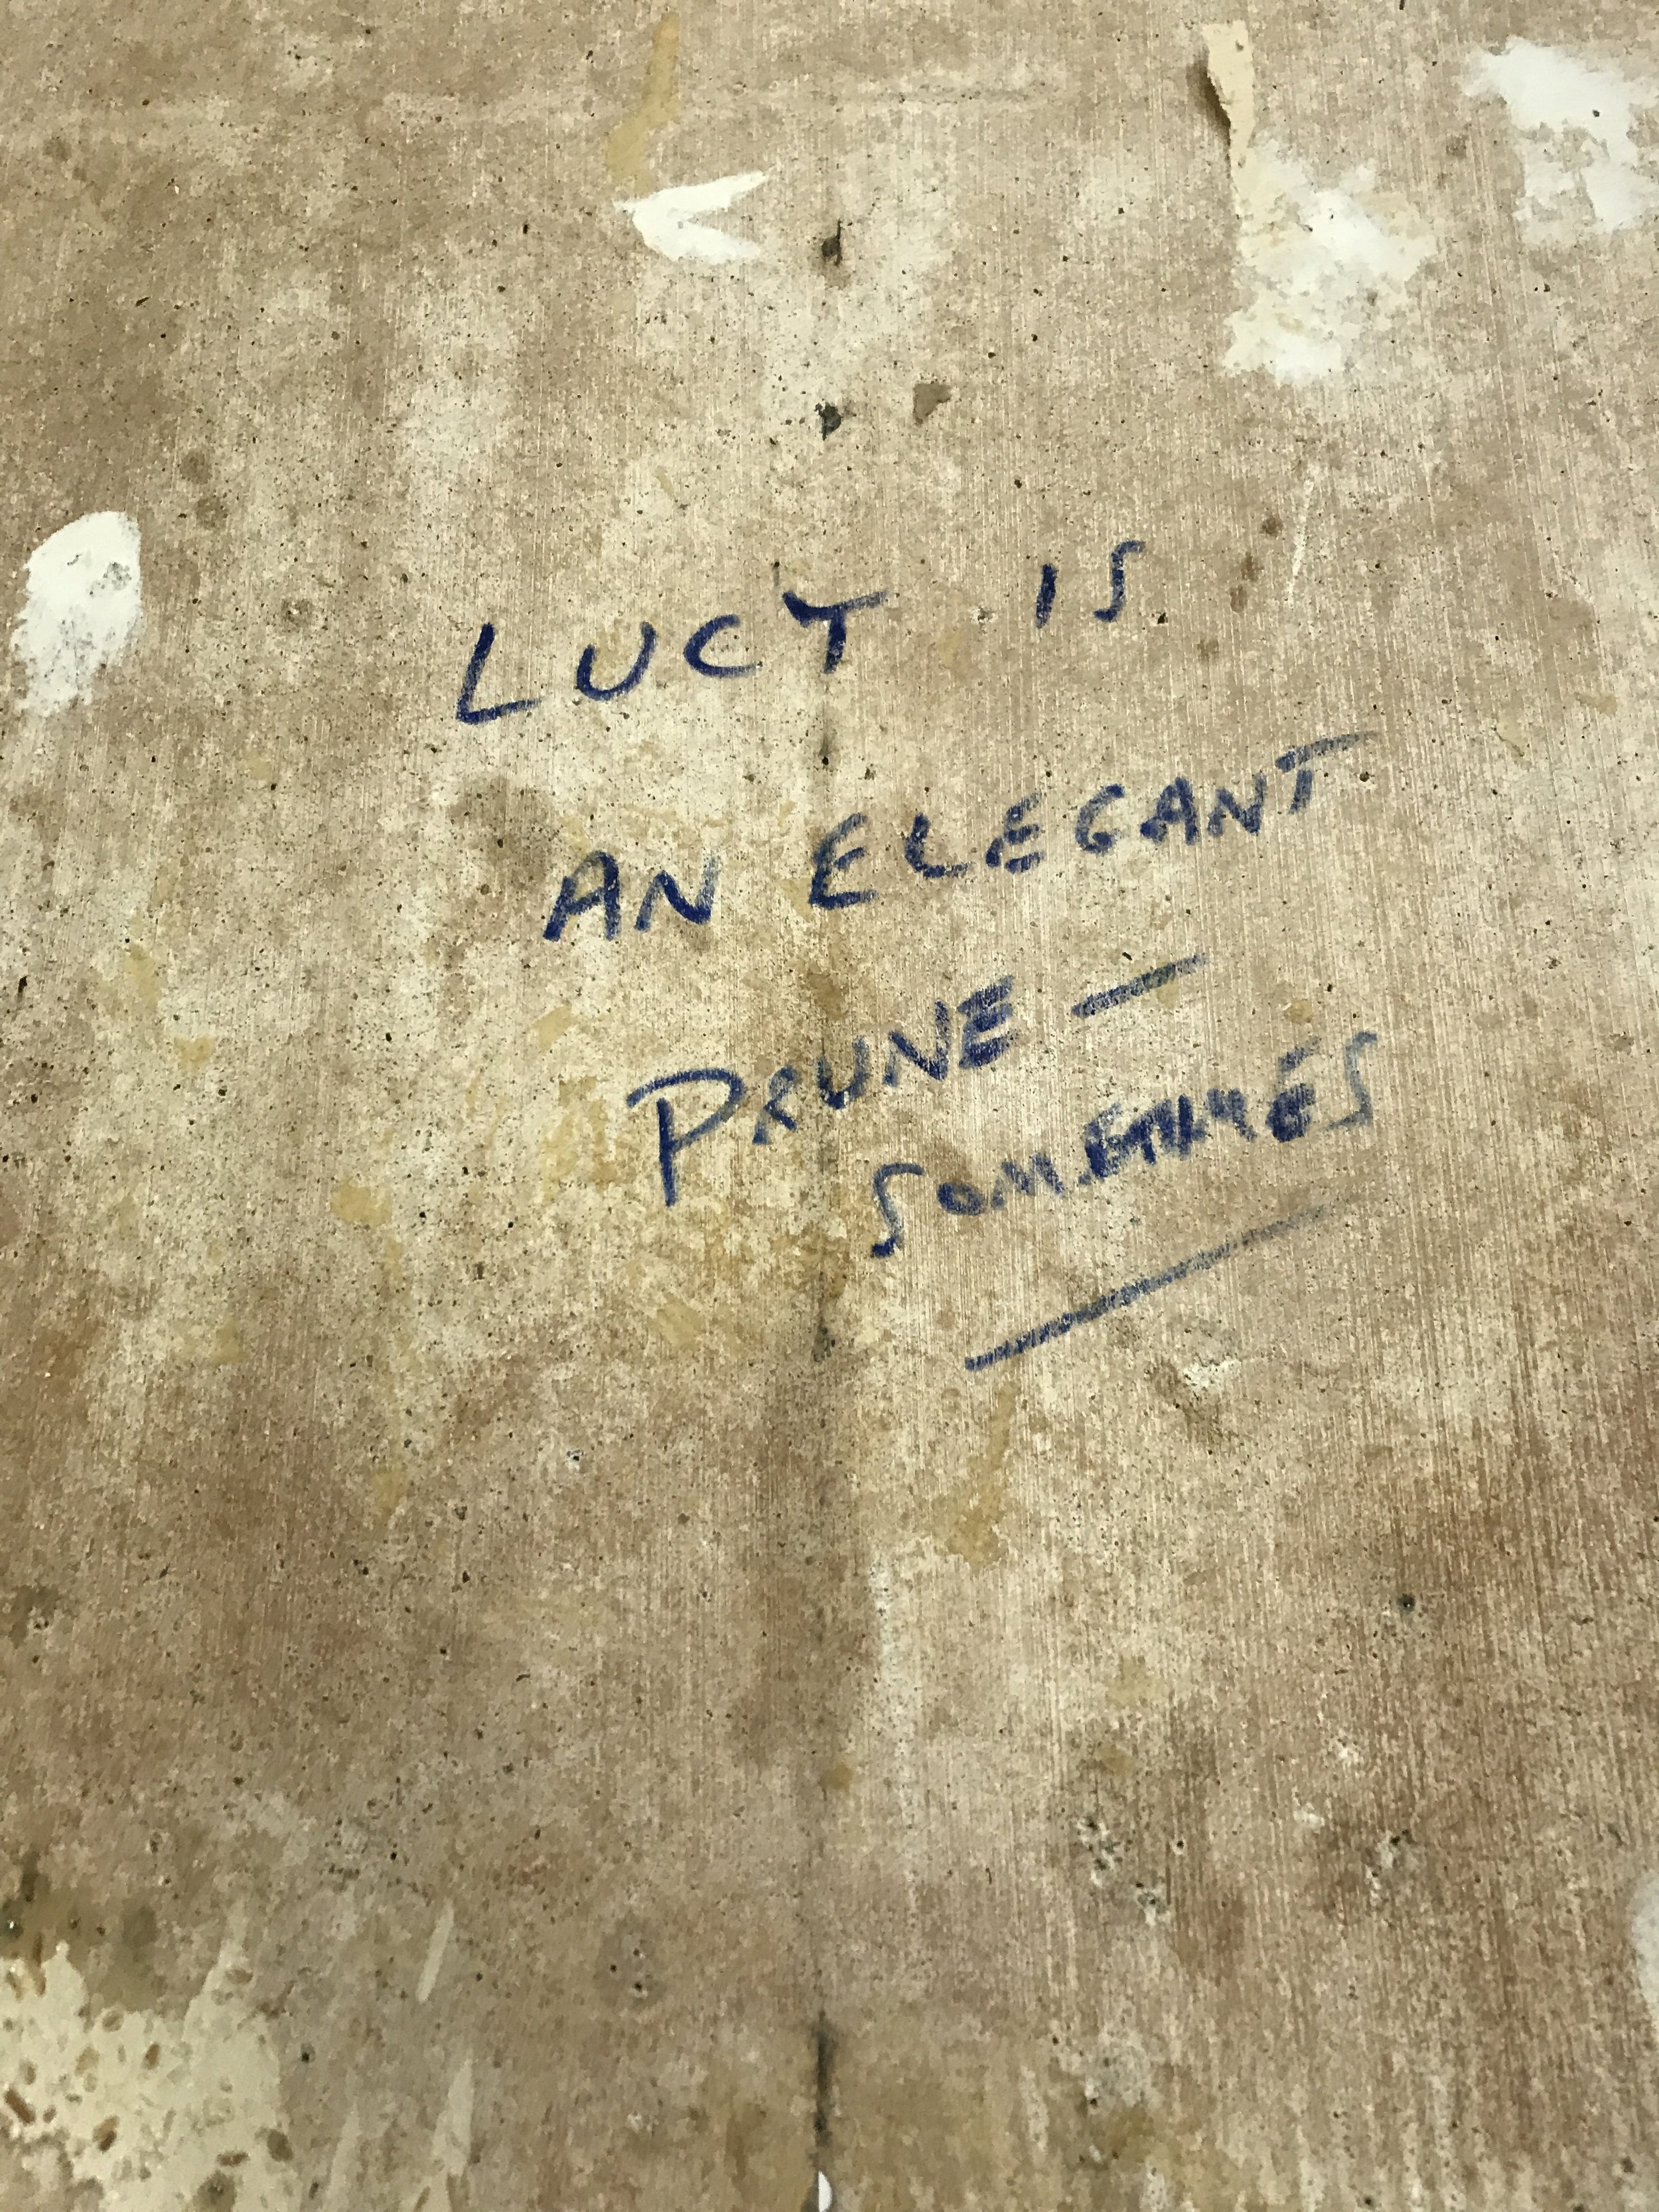 LUCY IS
AN ELEGANT
PRUNE —
SOMETIMES